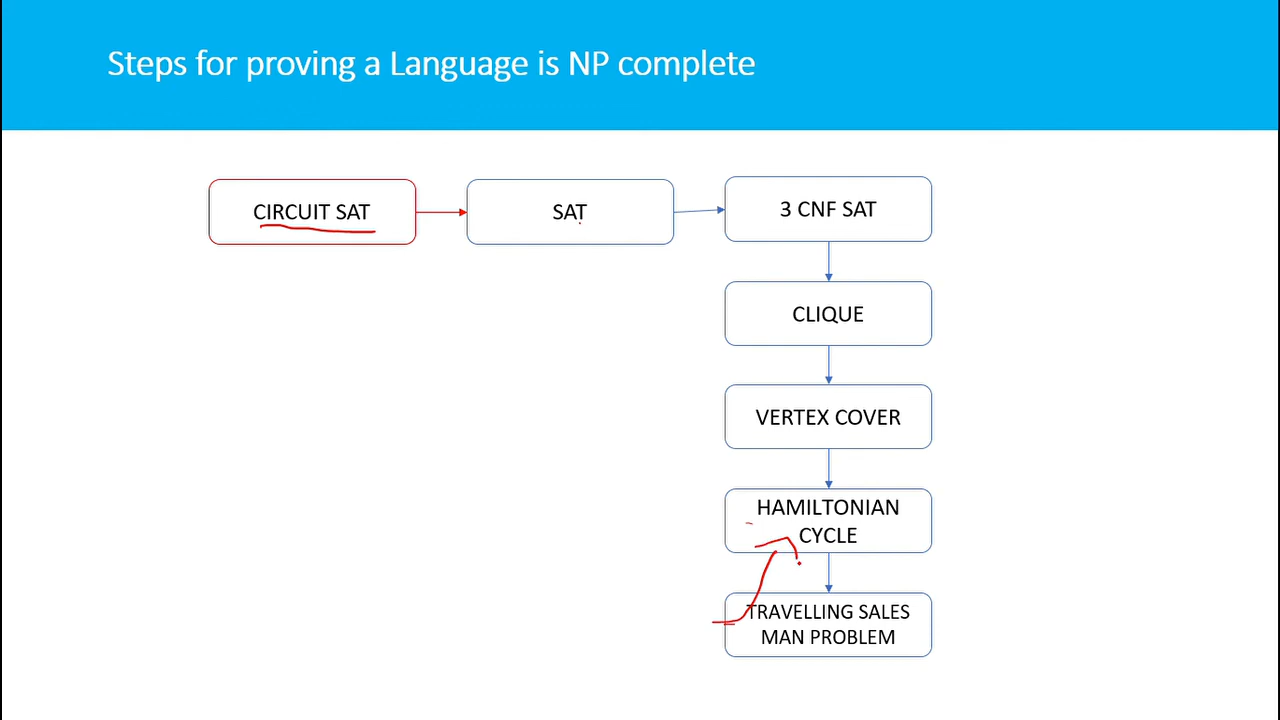 Steps for proving a Language is NP complete
CIRCUIT SAT
SAT
3 CNF SAT
CLIQUE
VERTEX COVER
HAMILTONIAN
CYCLE
TRAVELLING SALES
MAN PROBLEM